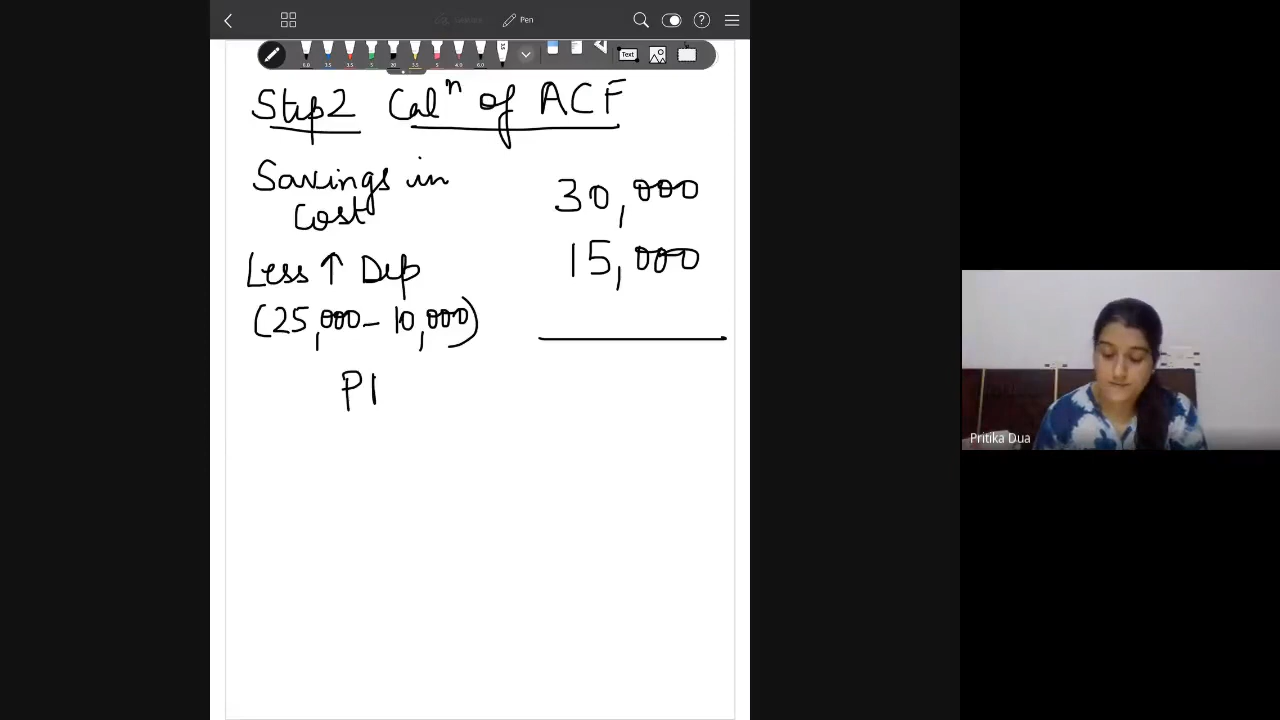 Pen
Text
Step2 Calⁿ of ACF
Savings in 30,000
Cost
15,000
Less ↑ Dep
(25,000 - 10,000)
P
Pritika Dua